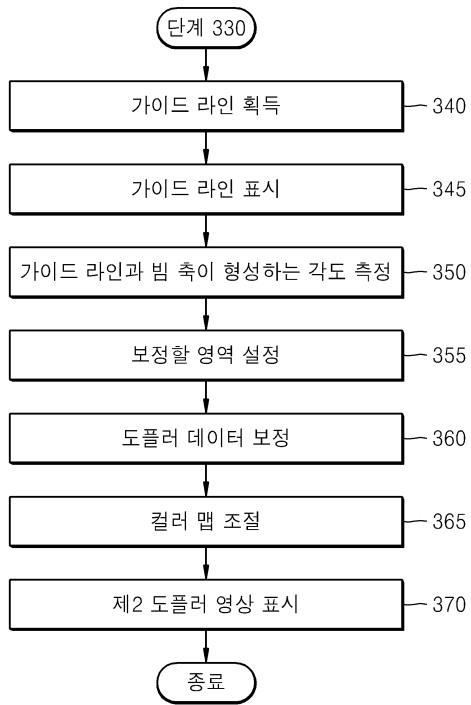 단계 330
가이드 라인 획득 340
가이드 라인 표시 345
가이드 라인과 빔 축이 형성하는 각도 측정 350
보정할 영역 설정 355
도플러 데이터 보정 360
컬러 맵 조절 365
제2 도플러 영상 표시 370
종료